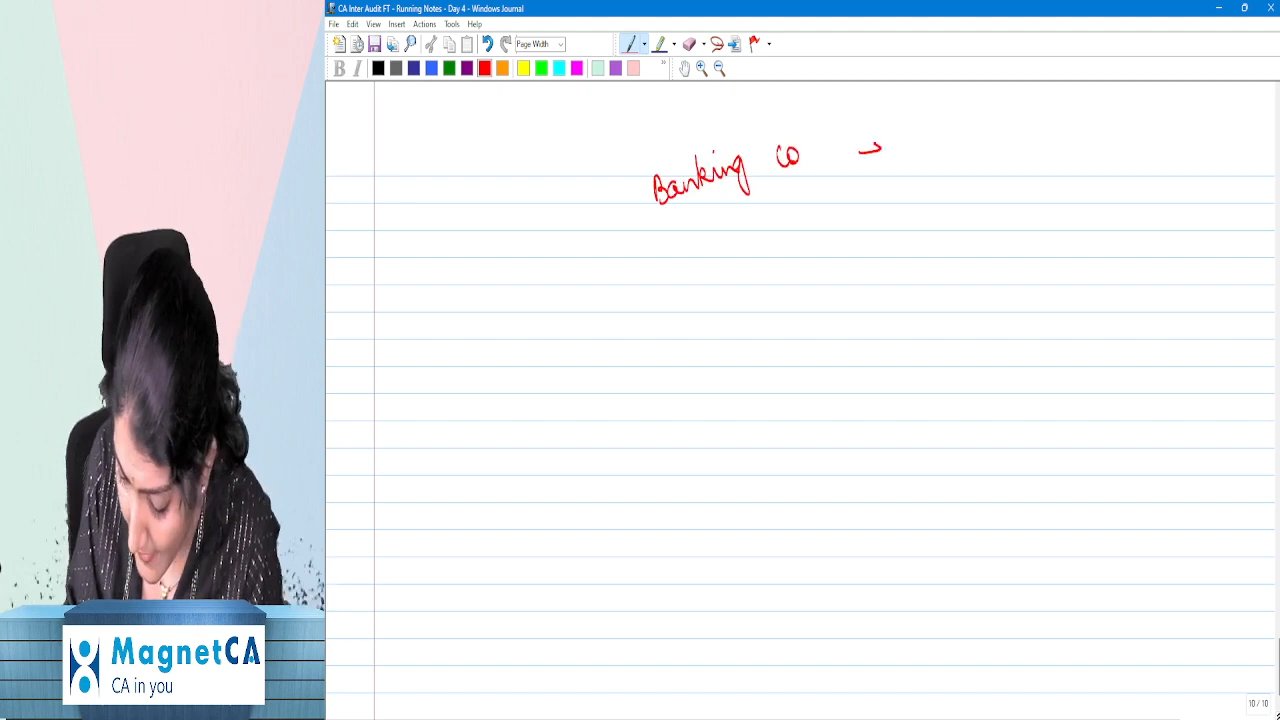 CA Inter Audit FT - Running Notes - Day 4 - Windows Journal
File Edit View Insert Actions Tools Help
Page Width
B I
Banking Co →
MagnetCA
CA in you
10 / 10